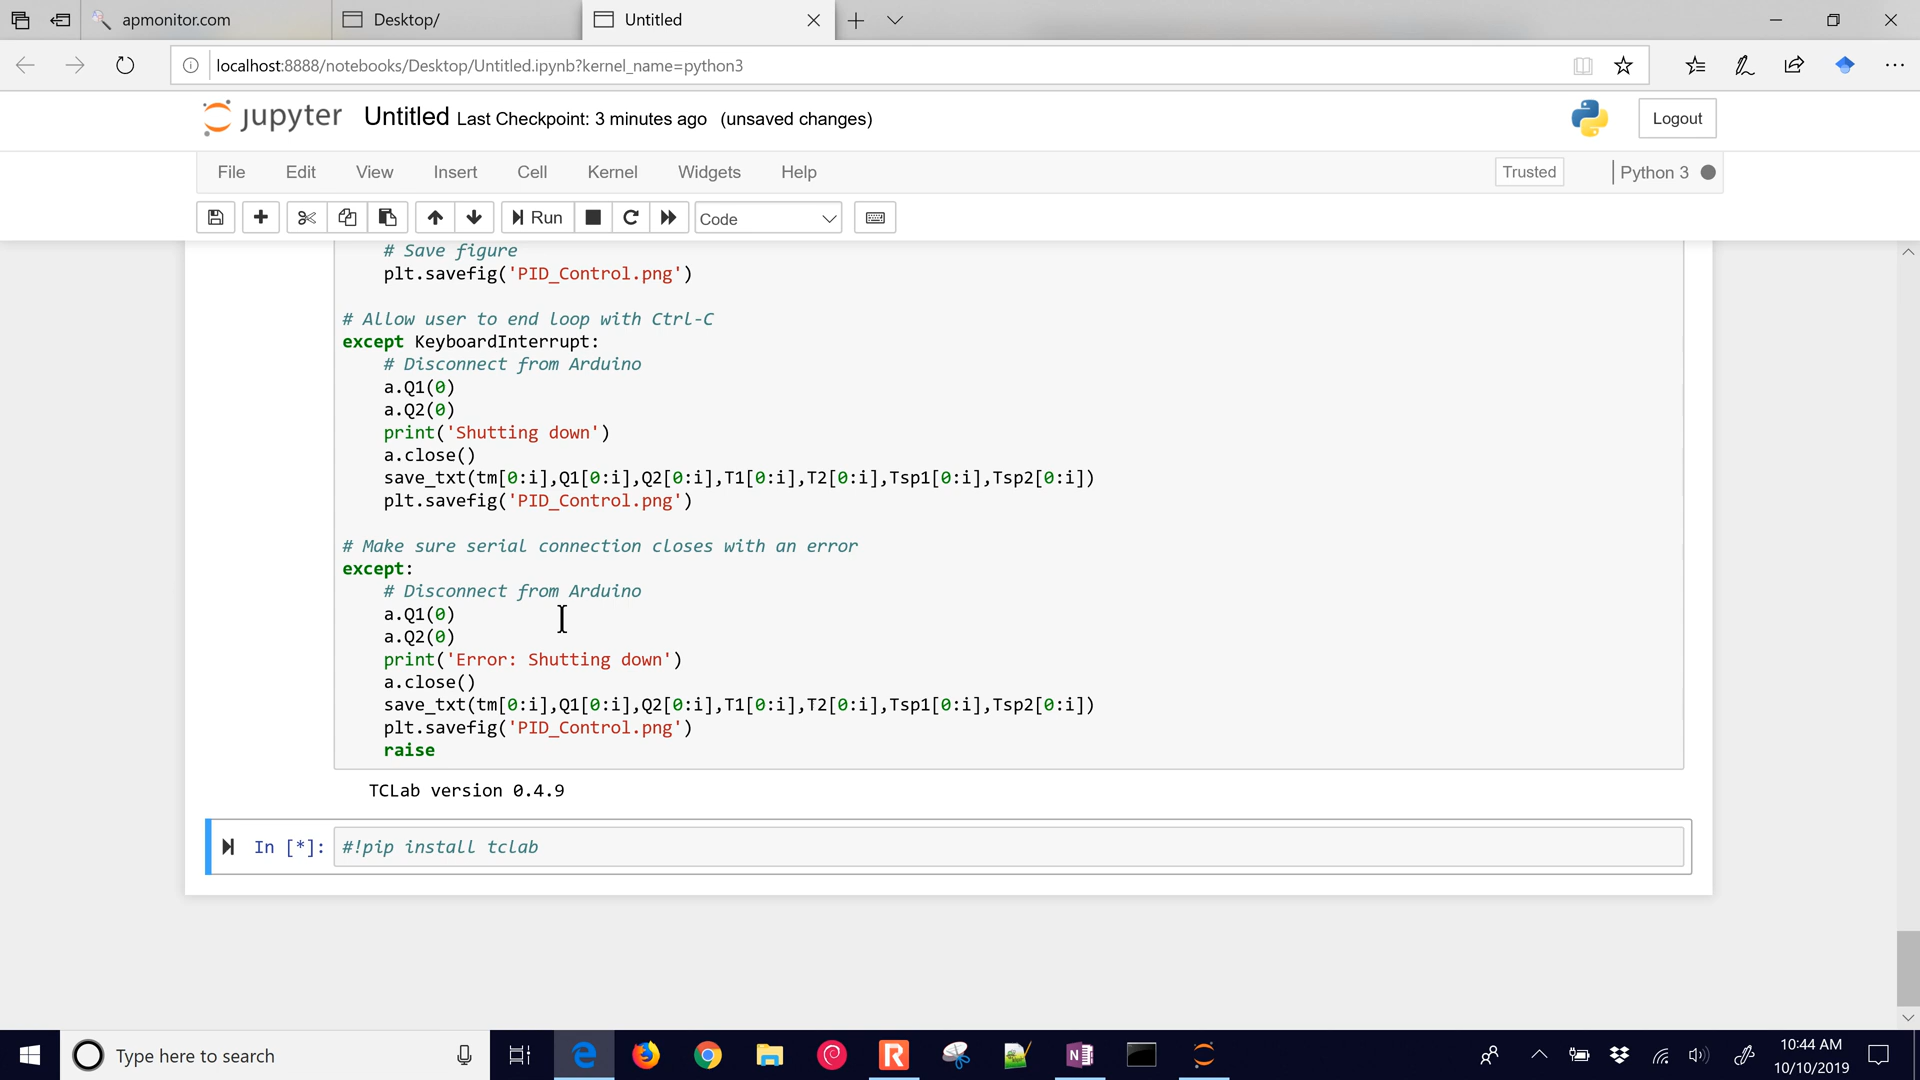 apmonitor.com
Desktop/
Untitled
localhost:8888/notebooks/Desktop/Untitled.ipynb?kernel_name=python3
jupyter Untitled Last Checkpoint: 3 minutes ago (unsaved changes)
Logout
File Edit View Insert Cell Kernel Widgets Help Trusted Python 3
Run Code
# Save figure
plt.savefig('PID_Control.png')
# Allow user to end loop with Ctrl-C
except KeyboardInterrupt:
# Disconnect from Arduino
a.Q1(0)
a.Q2(0)
print('Shutting down')
a.close()
save_txt(tm[0:i],Q1[0:i],Q2[0:i],T1[0:i],T2[0:i],Tsp1[0:i],Tsp2[0:i])
plt.savefig('PID_Control.png')
# Make sure serial connection closes with an error
except:
# Disconnect from Arduino
a.Q1(0)
a.Q2(0)
print('Error: Shutting down')
a.close()
save_txt(tm[0:i],Q1[0:i],Q2[0:i],T1[0:i],T2[0:i],Tsp1[0:i],Tsp2[0:i])
plt.savefig('PID_Control.png')
raise
TCLab version 0.4.9
In [*]: #!pip install tclab
Type here to search
10:44 AM
10/10/2019